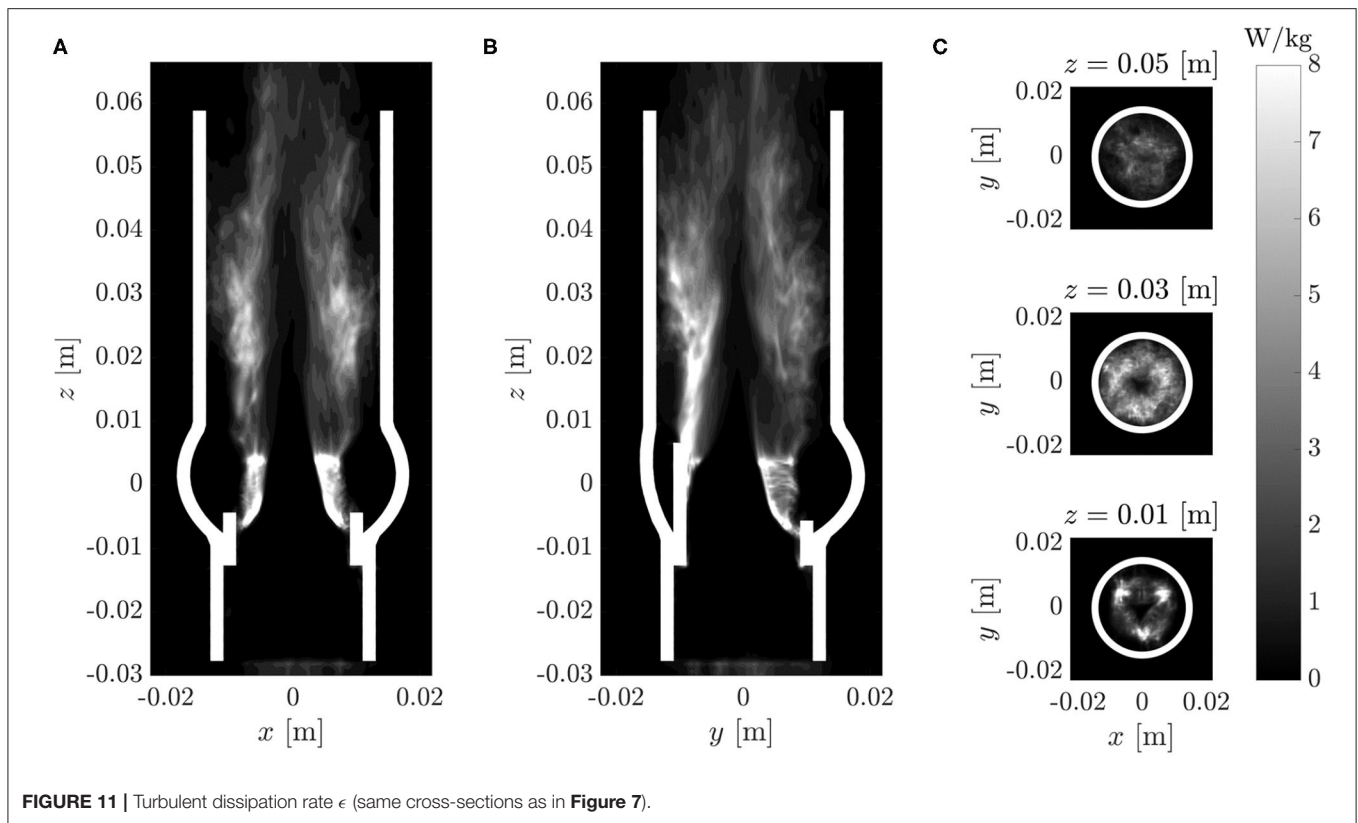 A
0.06
0.05
0.04
0.03
0.02
0.01
0
-0.01
-0.02
-0.03
z [m]
-0.02 0 0.02
x [m]
B
0.06
0.05
0.04
0.03
0.02
0.01
0
-0.01
-0.02
-0.03
z [m]
-0.02 0 0.02
y [m]
C
z = 0.05 [m]
0.02
0
-0.02
y [m]
z = 0.03 [m]
0.02
0
-0.02
y [m]
z = 0.01 [m]
0.02
0
-0.02
y [m]
-0.02 0 0.02
x [m]
W/kg
8
7
6
5
4
3
2
1
0
FIGURE 11 | Turbulent dissipation rate ϵ (same cross-sections as in Figure 7).